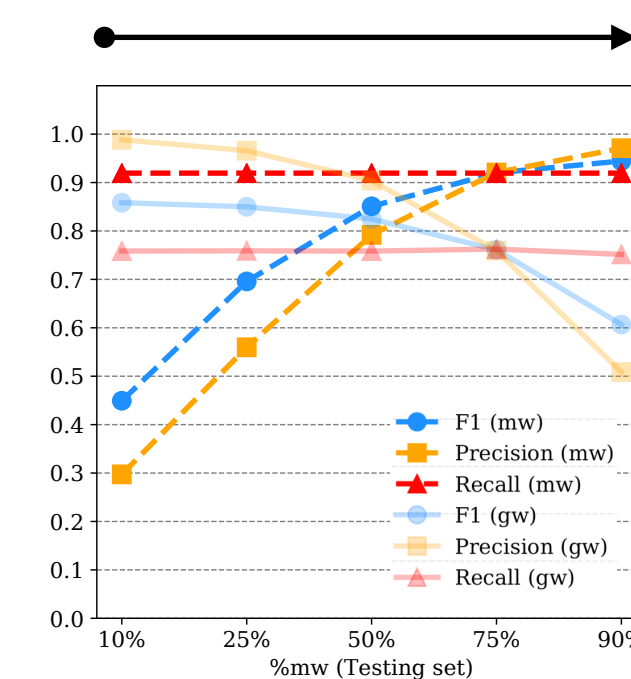 1.0
0.9
0.8
0.7
0.6
0.5
0.4
0.3
0.2
0.1
0.0
F1 (mw)
Precision (mw)
Recall (mw)
F1 (gw)
Precision (gw)
Recall (gw)
10% 25% 50% 75% 90%
%mw (Testing set)